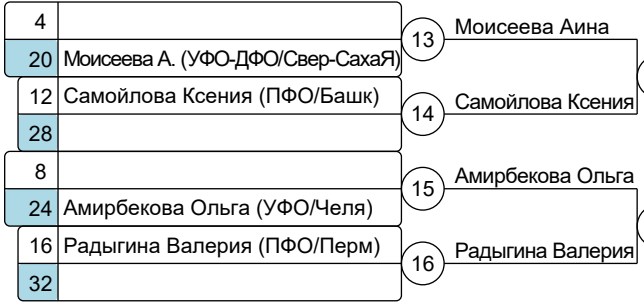 4
20 Моисеева А. (УФО-ДФО/Свер-СахаЯ)
13 Моисеева Аина
12 Самойлова Ксения (ПФО/Башк)
28
14 Самойлова Ксения
8
24 Амирбекова Ольга (УФО/Челя)
15 Амирбекова Ольга
16 Радыгина Валерия (ПФО/Перм)
32
16 Радыгина Валерия